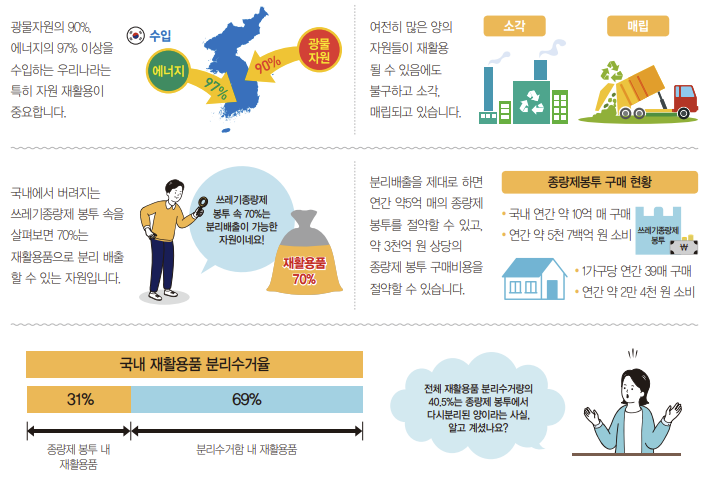 광물자원의 90%,
에너지의 97% 이상을
수입하는 우리나라는
특히 자원 재활용이
중요합니다.
수입
에너지
97%
90%
광물
자원
여전히 많은 양의
자원들이 재활용
될 수 있음에도
불구하고 소각,
매립되고 있습니다.
소각
매립
국내에서 버려지는
쓰레기종량제 봉투 속을
살펴보면 70%는
재활용품으로 분리 배출
할 수 있는 자원입니다.
쓰레기종량제
봉투 속 70%는
분리배출이 가능한
자원이네요!
재활용품
70%
분리배출을 제대로 하면
연간 약5억 매의 종량제
봉투를 절약할 수 있고,
약 3천억 원 상당의
종량제 봉투 구매비용을
절약할 수 있습니다.
종량제봉투 구매 현황
• 국내 연간 약 10억 매 구매
• 연간 약 5천 7백억 원 소비
쓰레기종량제
봉투
₩
• 1가구당 연간 39매 구매
• 연간 약 2만 4천 원 소비
국내 재활용품 분리수거율
31%
69%
종량제 봉투 내
재활용품
분리수거함 내 재활용품
전체 재활용품 분리수거량의
40.5%는 종량제 봉투에서
다시분리된 양이라는 사실,
알고 계셨나요?